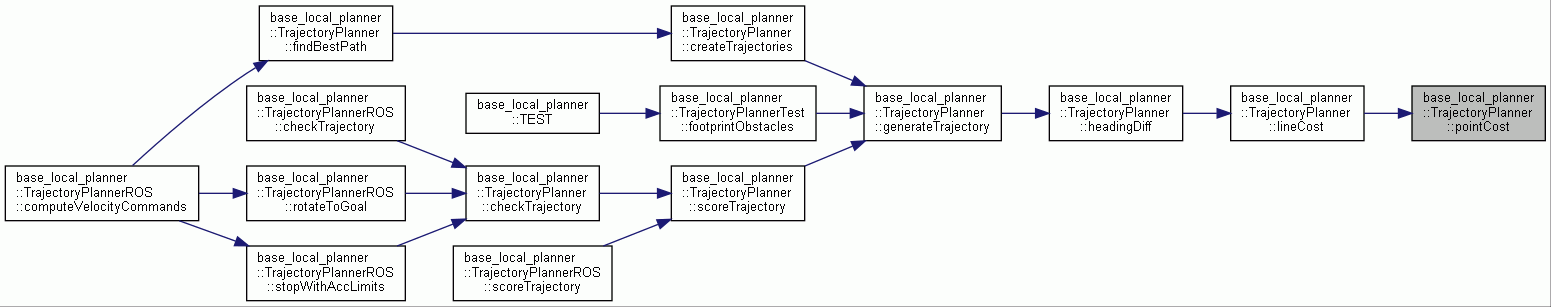 base_local_planner
::TrajectoryPlanner
::findBestPath
base_local_planner
::TrajectoryPlanner
::createTrajectories
base_local_planner
::TrajectoryPlannerROS
::checkTrajectory
base_local_planner
::TEST
base_local_planner
::TrajectoryPlannerTest
::footprintObstacles
base_local_planner
::TrajectoryPlanner
::generateTrajectory
base_local_planner
::TrajectoryPlanner
::headingDiff
base_local_planner
::TrajectoryPlanner
::lineCost
base_local_planner
::TrajectoryPlanner
::pointCost
base_local_planner
::TrajectoryPlannerROS
::computeVelocityCommands
base_local_planner
::TrajectoryPlannerROS
::rotateToGoal
base_local_planner
::TrajectoryPlanner
::checkTrajectory
base_local_planner
::TrajectoryPlanner
::scoreTrajectory
base_local_planner
::TrajectoryPlannerROS
::stopWithAccLimits
base_local_planner
::TrajectoryPlannerROS
::scoreTrajectory